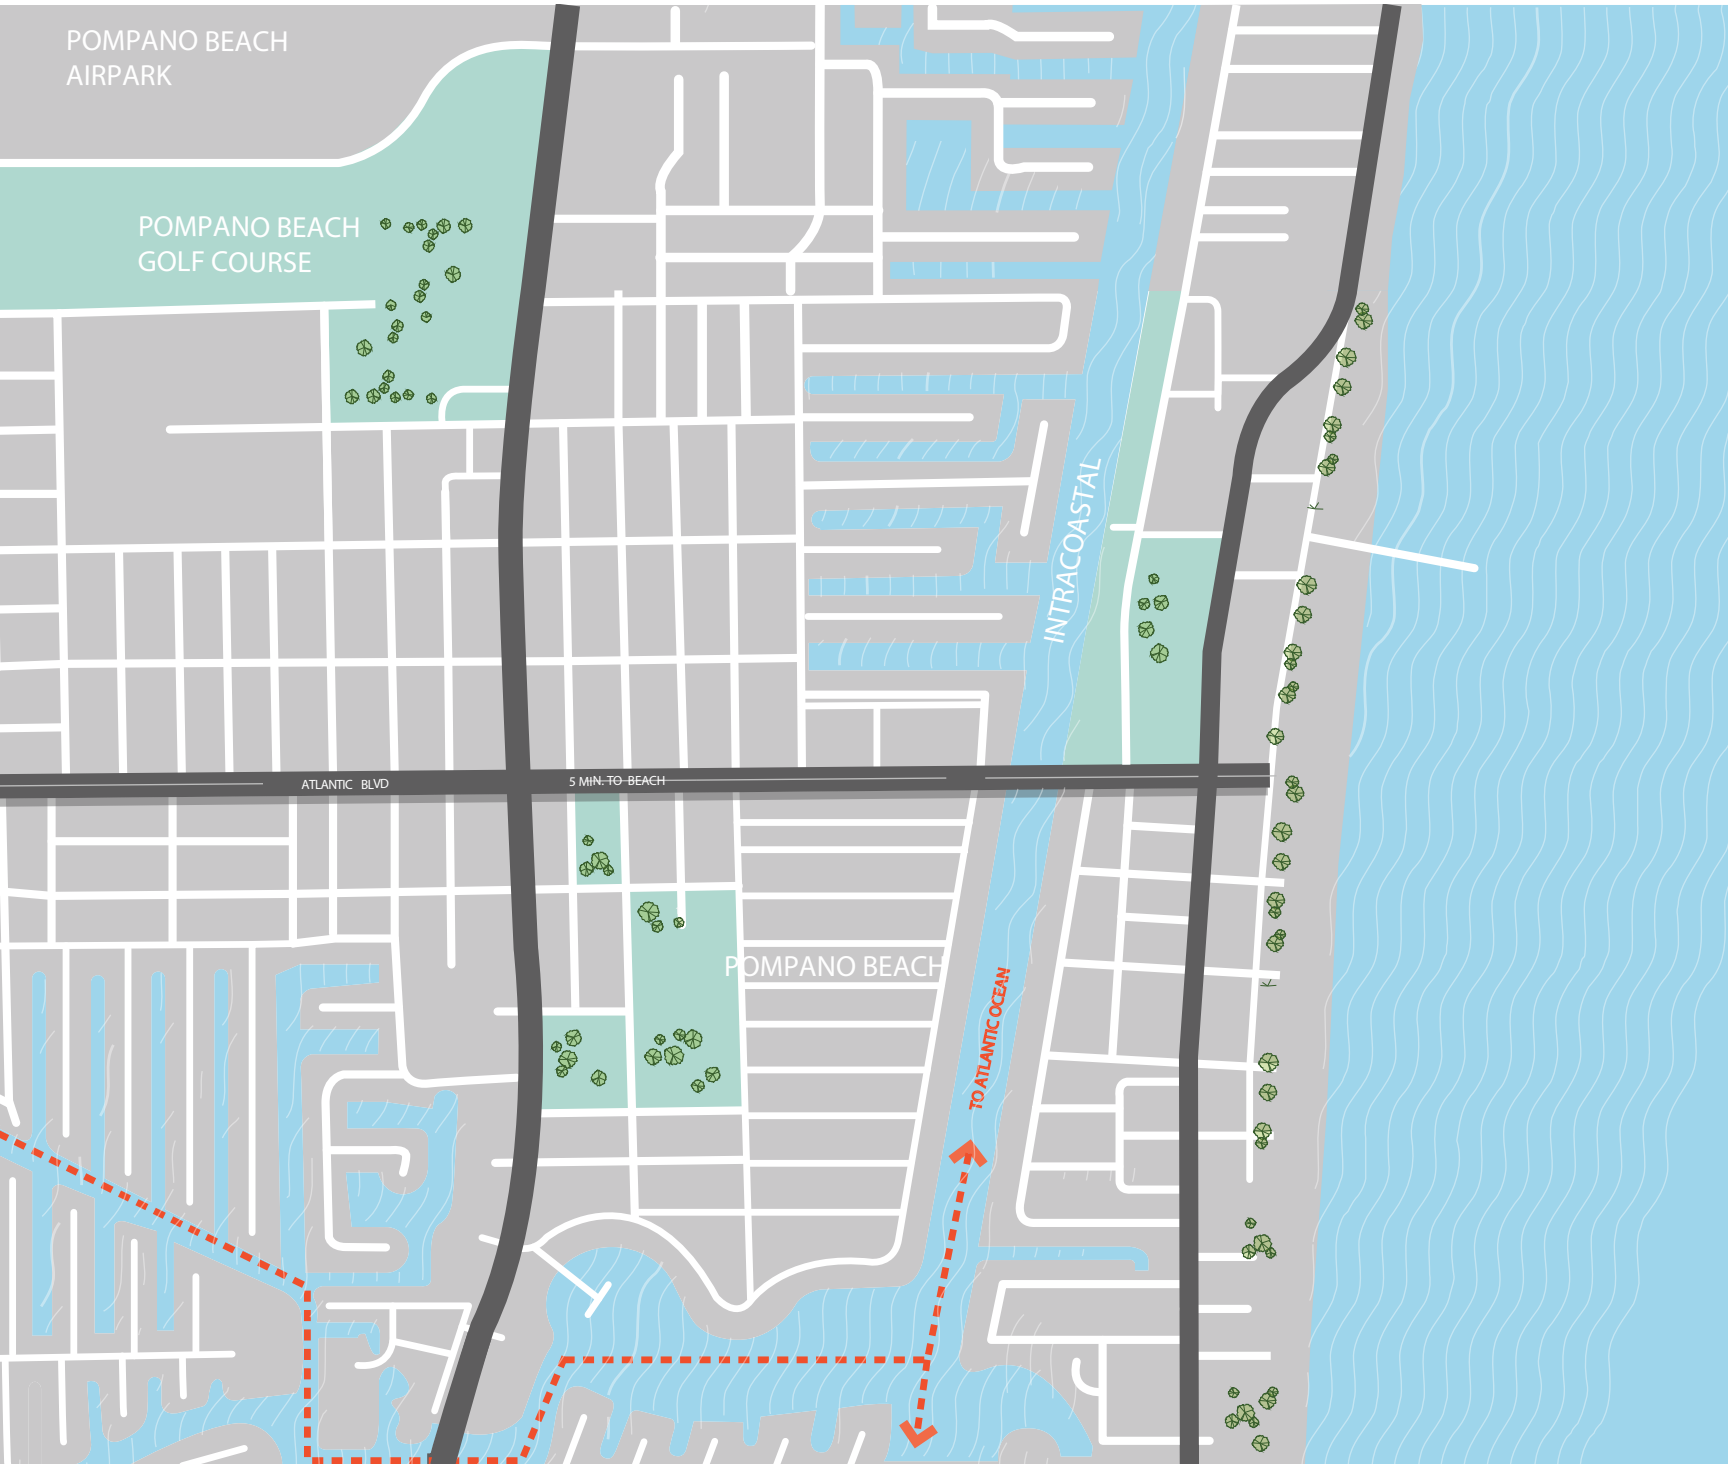 POMPANO BEACH
AIRPARK
POMPANO BEACH
GOLF COURSE
INTRACOASTAL
ATLANTIC BLVD
5 MIN. TO BEACH
POMPANO BEACH
TO ATLANTIC OCEAN